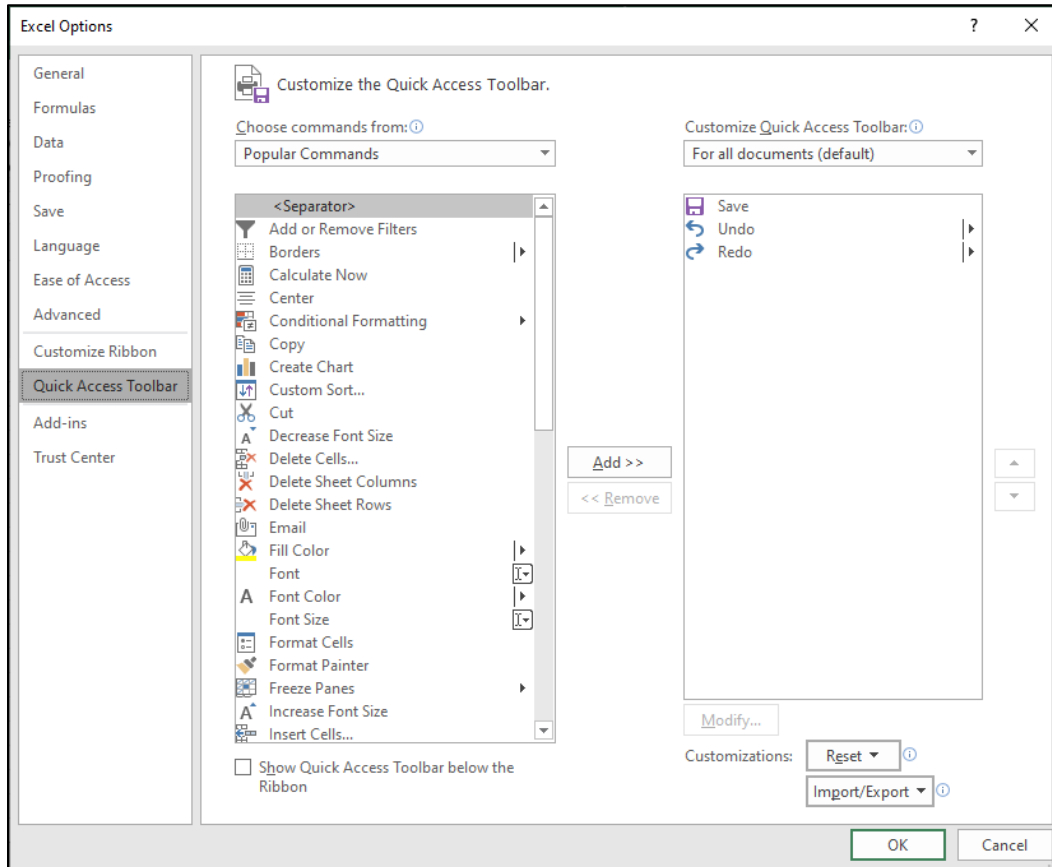 Excel Options
?
General
Formulas
Data
Proofing
Save
Language
Ease of Access
Advanced
Customize Ribbon
Quick Access Toolbar
Add-ins
Trust Center
Customize the Quick Access Toolbar.
Choose commands from:
Popular Commands
<Separator>
Add or Remove Filters
Borders
Calculate Now
Center
Conditional Formatting
Copy
Create Chart
Custom Sort...
Cut
Decrease Font Size
Delete Cells...
Delete Sheet Columns
Delete Sheet Rows
Email
Fill Color
Font
Font Color
Font Size
Format Cells
Format Painter
Freeze Panes
Increase Font Size
Insert Cells...
Show Quick Access Toolbar below the
Ribbon
Add >>
<< Remove
Customize Quick Access Toolbar:
For all documents (default)
Save
Undo
Redo
Modify...
Customizations:
Reset
Import/Export
OK
Cancel